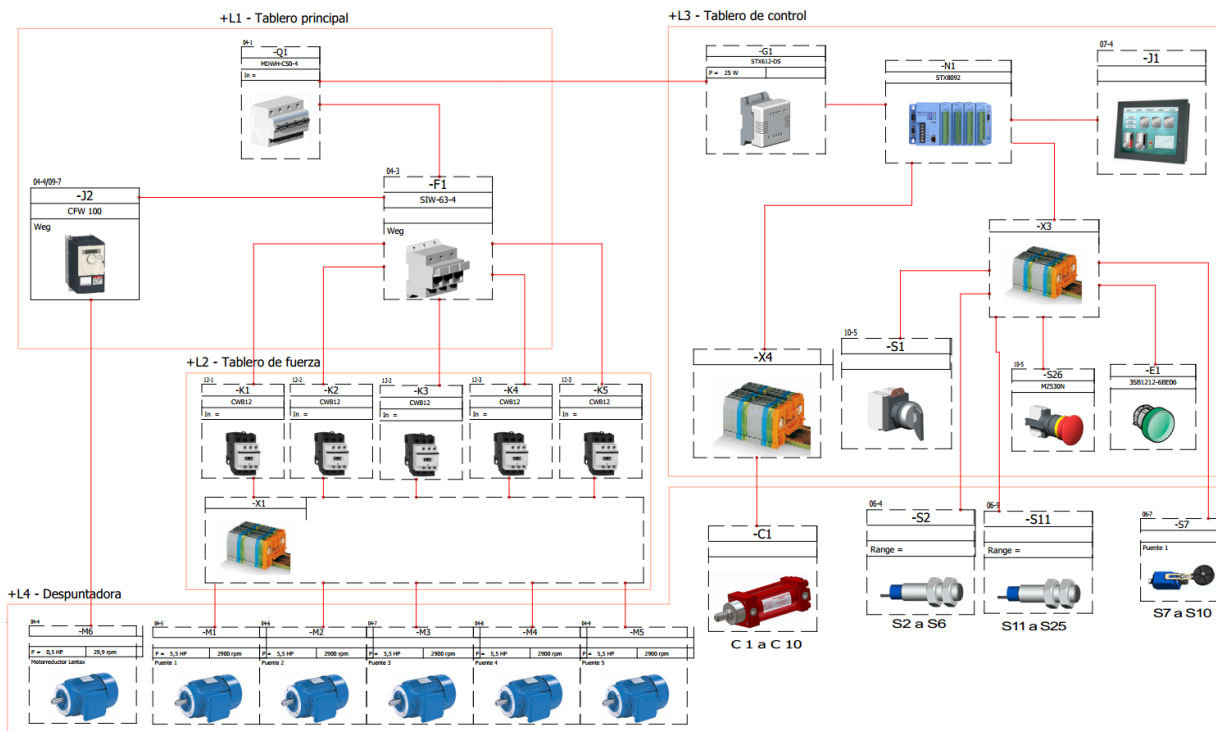 +L1 - Tablero principal
04-1
-Q1
MDWH-C50-4
In =
04-4/09-7
-J2
CFW 100
Weg
04-3
-F1
SIW-63-4
Weg
+L2 - Tablero de fuerza
12-1
-K1
CWB12
In =
12-2
-K2
CWB12
In =
12-2
-K3
CWB12
In =
12-3
-K4
CWB12
In =
12-3
-K5
CWB12
In =
-X1
+L3 - Tablero de control
-G1
STX612-DS
P = 25 W
-N1
STX8092
07-4
-J1
-X3
-X4
10-5
-S1
10-5
-S26
MZ530N
-E1
3SB1212-6BE06
+L4 - Despuntadora
04-4
-M6
P = 0,5 HP
29,9 rpm
Motorreductor Lentax
04-5
-M1
P = 5,5 HP
2900 rpm
Puente 1
04-6
-M2
P = 5,5 HP
2900 rpm
Puente 2
04-7
-M3
P = 5,5 HP
2900 rpm
Puente 3
04-8
-M4
P = 5,5 HP
2900 rpm
Puente 4
04-9
-M5
P = 5,5 HP
2900 rpm
Puente 5
-C1
C 1 a C 10
06-4
-S2
Range =
S2 a S6
06-9
-S11
Range =
S11 a S25
06-7
-S7
Puente 1
S7 a S10